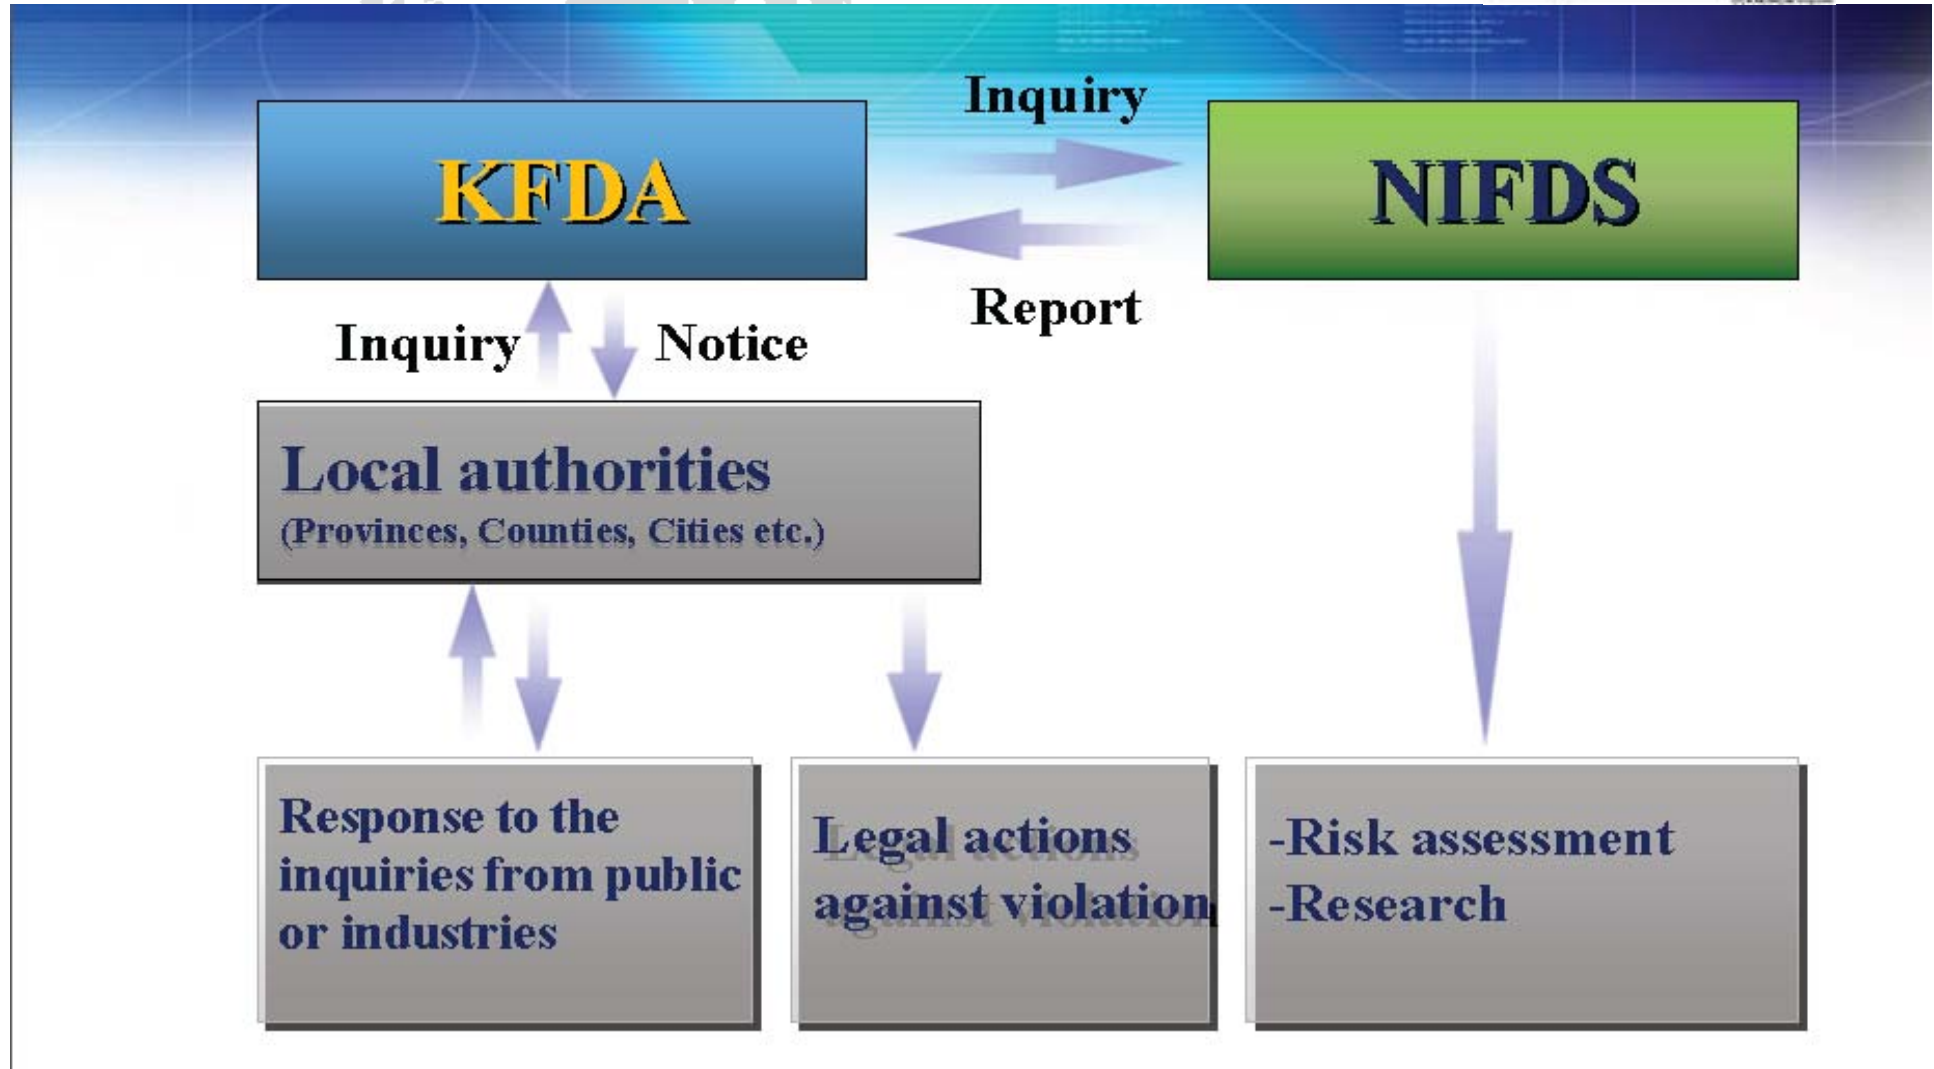 Inquiry
KFDA
NIFDS
Report
Inquiry
Notice
Local authorities
(Provinces, Counties, Cities etc.)
Response to the
inquiries from public
or industries
Legal actions
against violation
-Risk assessment
-Research